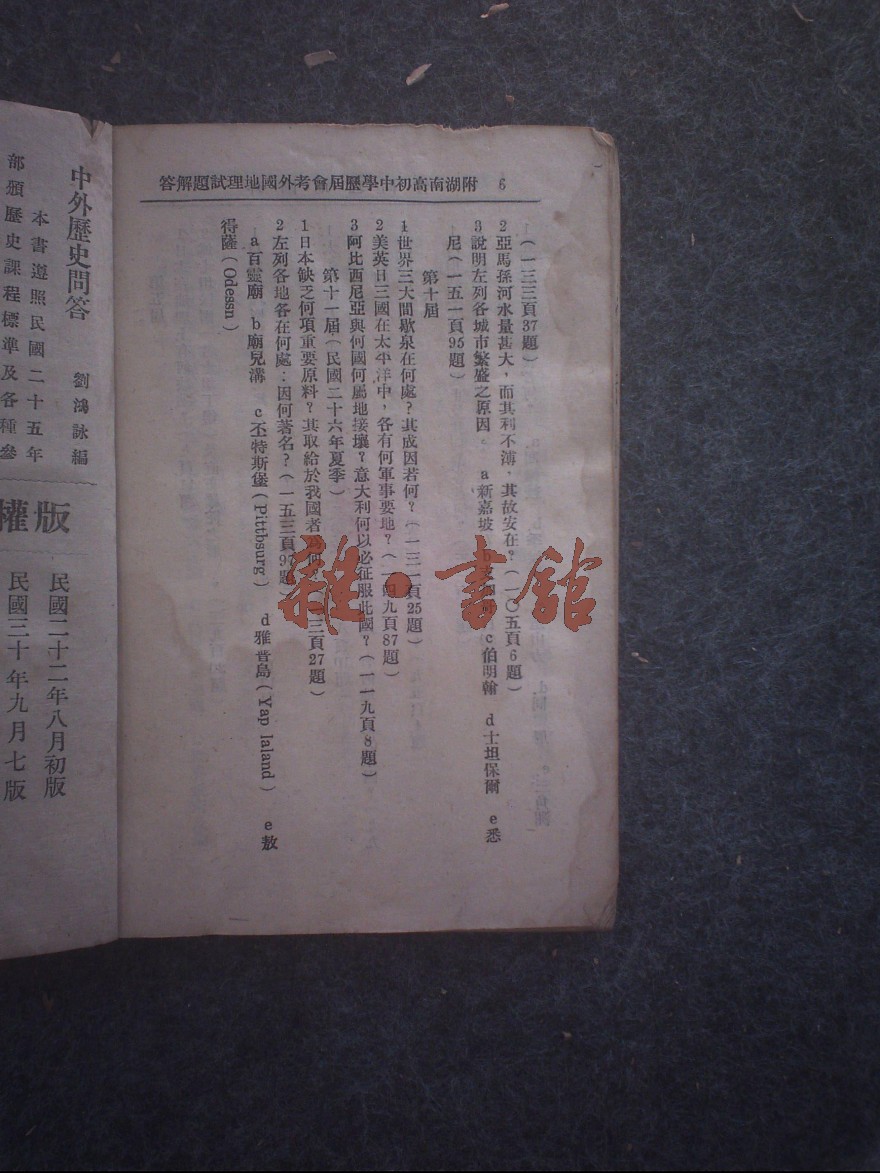 6 附湖南高初中學歷屆會考外國地理試題解答
(一三三頁37題)
2 亞馬孫河水量甚大，而其利不溥，其故安在？(一〇五頁6題)
3 說明左列各城市繁盛之原因。 a新嘉坡 b 哥 c伯明翰 d士坦保爾 e悉
尼(一五一頁95題)
第十屆
1 世界三大間歇泉在何處？其成因若何？(一三一頁25題)
2 美英日三國在太平洋中，各有何軍事要地？(一四九頁87題)
3 阿比西尼亞與何國何屬地接壤？意大利何以必征服此國？(一一九頁8題)
第十一屆(民國二十六年夏季)
1 日本缺乏何項重要原料？其取給於我國者為何？ 三頁27題)
2 左列各地各在何處：因何著名？(一五三頁97題)
a百靈廟 b廟兒溝 c丕特斯堡(Pittbsurg) d雅普島(Yap Ialand) e敖
得薩(Odessn)
中外歷史問答 劉鴻詠編
本書遵照民國二十五年
部頒歷史課程標準及各種參
版權
民國二十二年八月初版
民國三十年九月七版
雜·書館